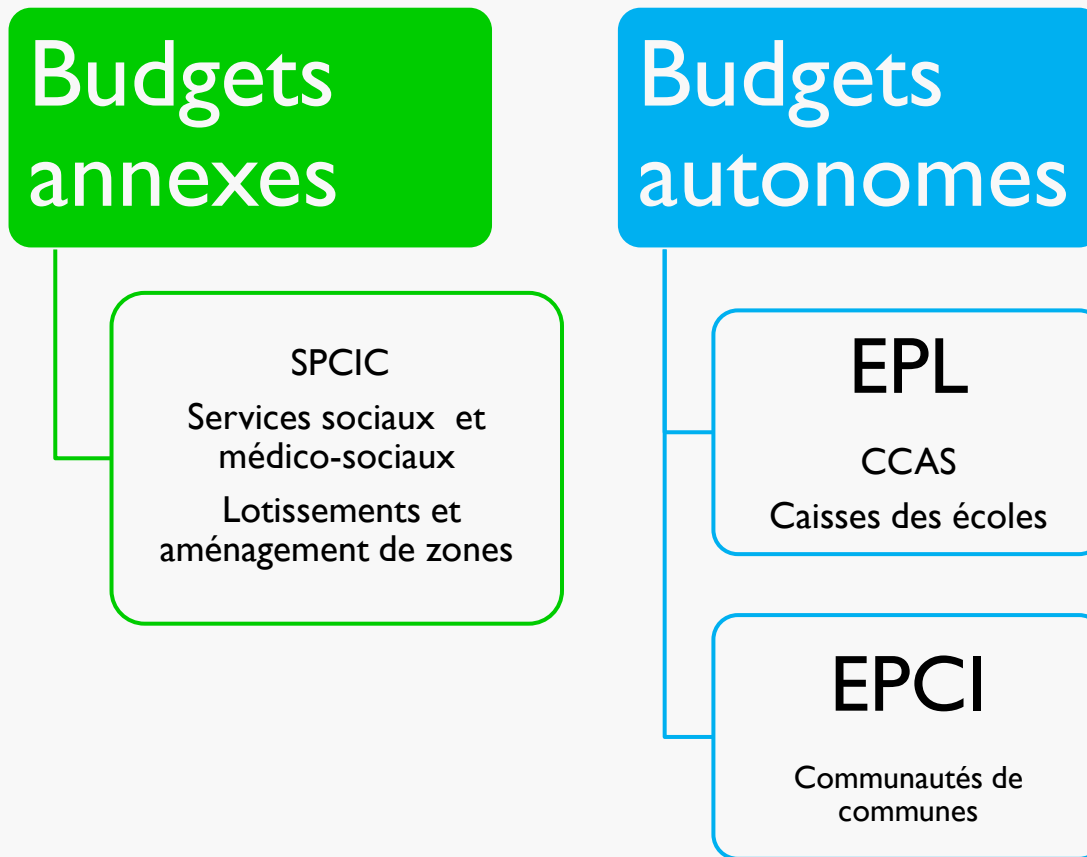 Budgets
annexes
SPCIC
Services sociaux et
médico-sociaux
Lotissements et
aménagement de zones
Budgets
autonomes
EPL
CCAS
Caisses des écoles
EPCI
Communautés de
communes